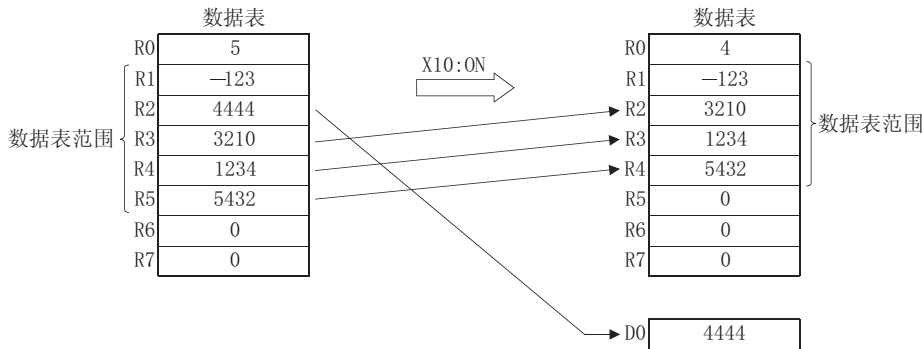 数据表 数据表
R0 5 R0 4
R1 —123 X10:ON R1 —123
R2 4444 R2 3210
数据表范围 R3 3210 R3 1234 数据表范围
R4 1234 R4 5432
R5 5432 R5 0
R6 0 R6 0
R7 0 R7 0
D0 4444